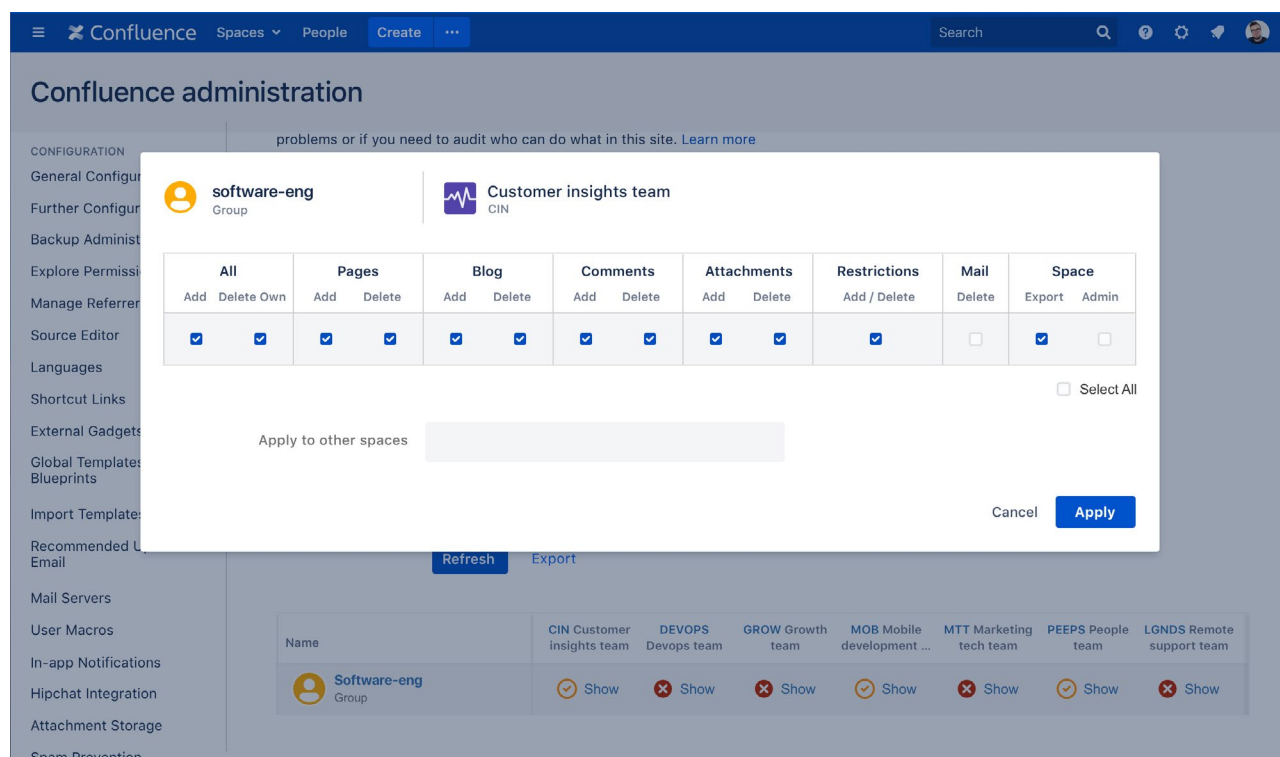 Confluence Spaces People Create ... Search
Confluence administration
CONFIGURATION
General Configur
Further Configur
Backup Administ
Explore Permissi
Manage Referrer
Source Editor
Languages
Shortcut Links
External Gadgets
Global Templates
Blueprints
Import Templates
Recommended U
Email
Mail Servers
User Macros
In-app Notifications
Hipchat Integration
Attachment Storage
Spam Prevention
problems or if you need to audit who can do what in this site. Learn more
software-eng
Group
Customer insights team
CIN
All Pages Blog Comments Attachments Restrictions Mail Space
Add Delete Own Add Delete Add Delete Add Delete Add Delete Add / Delete Delete Export Admin
Select All
Apply to other spaces
Cancel Apply
Refresh Export
Name
CIN Customer
insights team
DEVOPS
Devops team
GROW Growth
team
MOB Mobile
development ...
MTT Marketing
tech team
PEEPS People
team
LGNDS Remote
support team
Software-eng
Group
Show Show Show Show Show Show Show